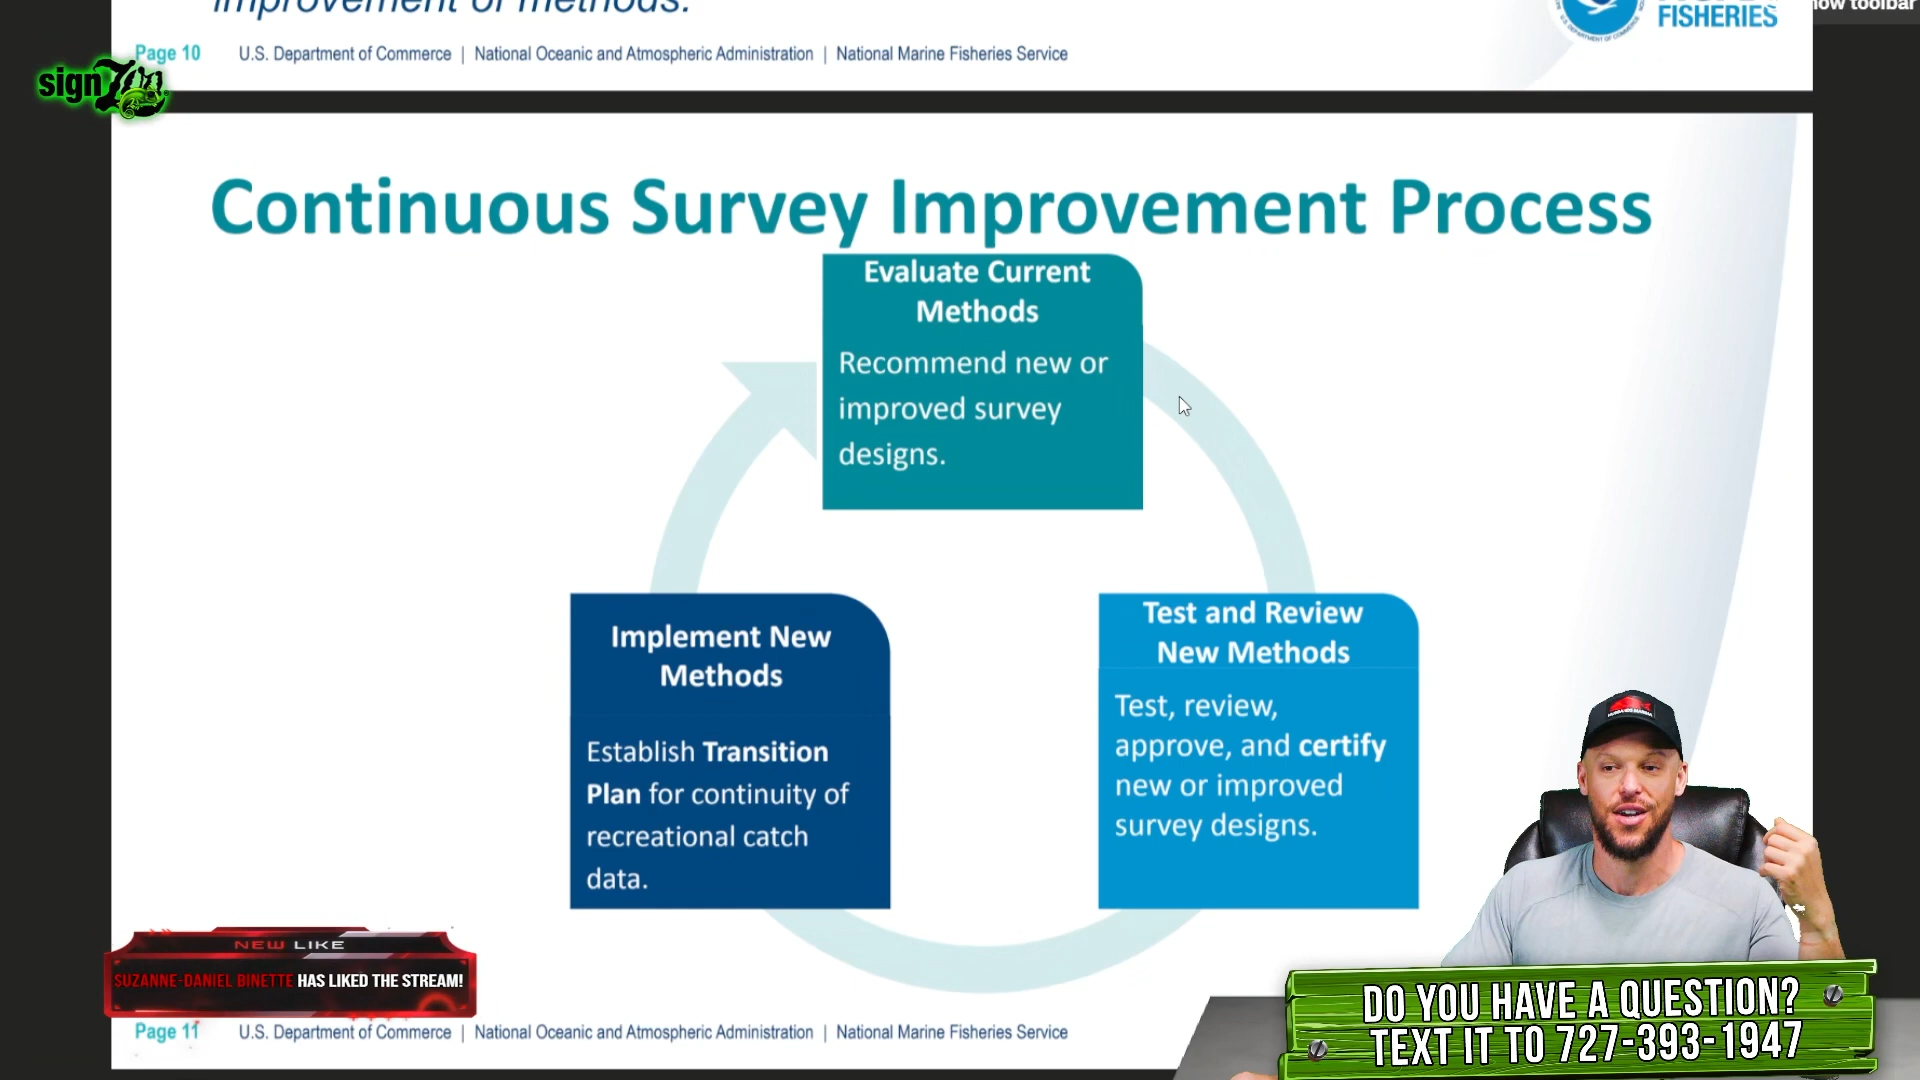 improvement of methods.
FISHERIES
Page 10 U.S. Department of Commerce | National Oceanic and Atmospheric Administration | National Marine Fisheries Service
toolbar
sign
Continuous Survey Improvement Process
Evaluate Current
Methods
Recommend new or
improved survey
designs.
Implement New
Methods
Establish Transition
Plan for continuity of
recreational catch
data.
Test and Review
New Methods
Test, review,
approve, and certify
new or improved
survey designs.
NEW LIKE
SUZANNE-DANIEL BINETTE HAS LIKED THE STREAM!
Page 11 U.S. Department of Commerce | National Oceanic and Atmospheric Administration | National Marine Fisheries Service
DO YOU HAVE A QUESTION?
TEXT IT TO 727-393-1947